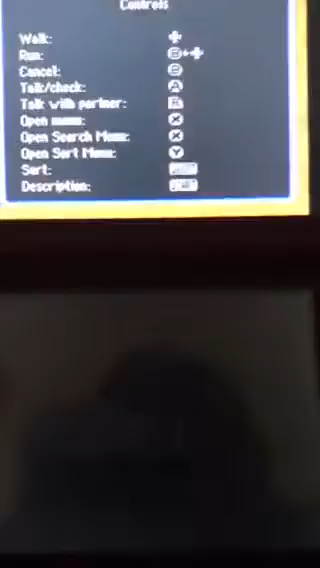 Controls
Walk:
Run: B+
Cancel: B
Talk/check: A
Talk with partner: R
Open menu: X
Open Search Menu: X
Open Sort Menu: Y
Sort:
Description: